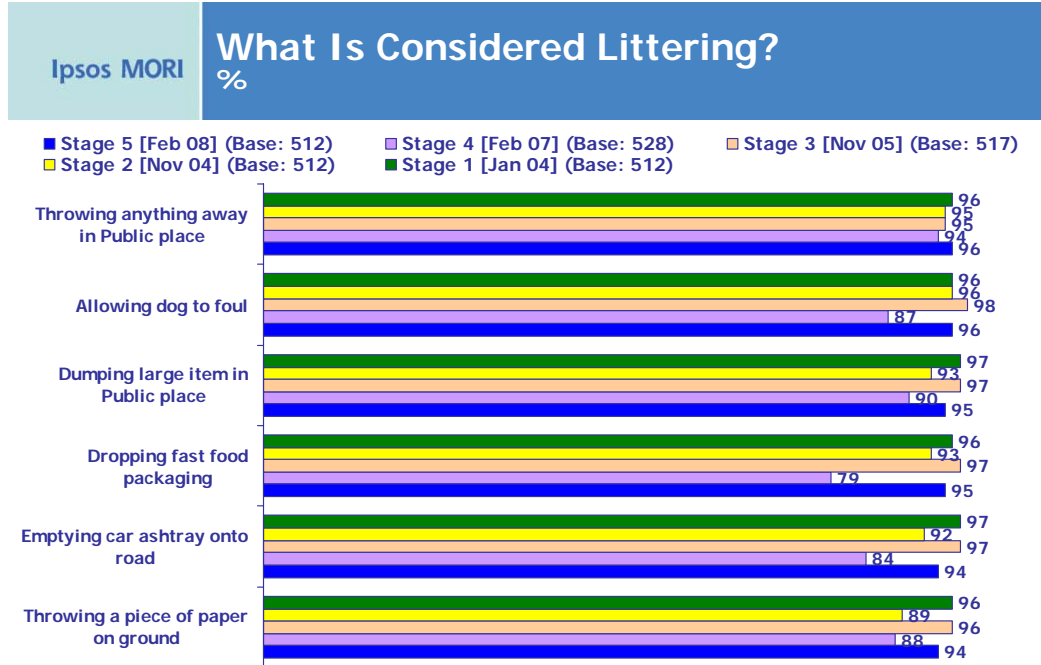 Ipsos MORI
What Is Considered Littering?
%
Stage 5 [Feb 08] (Base: 512) Stage 4 [Feb 07] (Base: 528) Stage 3 [Nov 05] (Base: 517)
Stage 2 [Nov 04] (Base: 512) Stage 1 [Jan 04] (Base: 512)
Throwing anything away
in Public place
96
95
95
94
96
Allowing dog to foul
96
96
98
87
96
Dumping large item in
Public place
97
93
97
90
95
Dropping fast food
packaging
96
93
97
79
95
Emptying car ashtray onto
road
97
92
97
84
94
Throwing a piece of paper
on ground
96
89
96
88
94